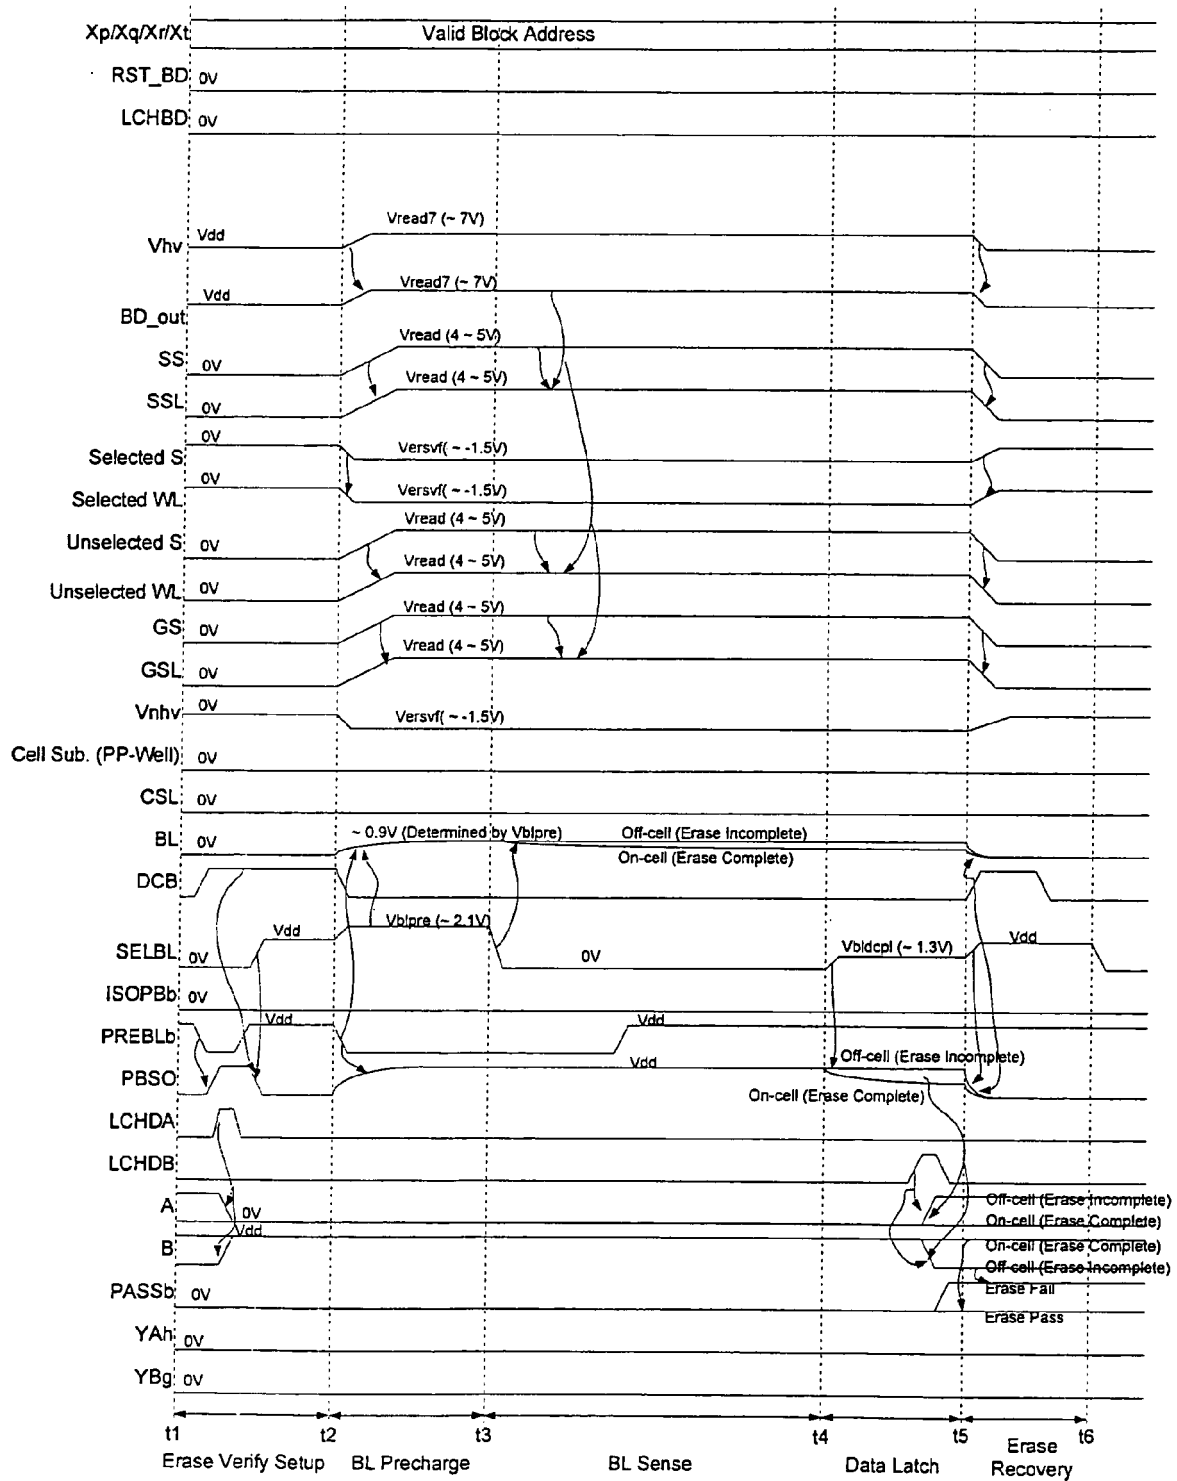 Xp/Xq/Xr/Xt Valid Block Address
RST_BD 0V
LCHBD 0V
Vread7 (~ 7V)
Vhv Vdd
Vread7 (~ 7V)
Vdd
BD_out
Vread (4 ~ 5V)
SS 0V
Vread (4 ~ 5V)
SSL 0V
0V
Selected S Versvf( ~ -1.5V)
0V
Selected WL Versvf( ~ -1.5V)
Vread (4 ~ 5V)
Unselected S 0V
Vread (4 ~ 5V)
Unselected WL 0V
Vread (4 ~ 5V)
GS 0V
Vread (4 ~ 5V)
GSL 0V
Vnhv 0V
Versvf( ~ -1.5V)
Cell Sub. (PP-Well) 0V
CSL 0V
BL 0V ~ 0.9V (Determined by Vblpre) Off-cell (Erase Incomplete)
On-cell (Erase Complete)
DCB
Vblpre (~ 2.1V)
SELBL 0V Vdd 0V Vbldcpl (~ 1.3V) Vdd
ISOPBb 0V
PREBLb Vdd Vdd
PBSO Vdd Off-cell (Erase Incomplete)
On-cell (Erase Complete)
LCHDA
LCHDB
A 0V Off-cell (Erase Incomplete)
On-cell (Erase Complete)
B Vdd On-cell (Erase Complete)
Off-cell (Erase Incomplete)
PASSb 0V Erase Fail
Erase Pass
YAh 0V
YBg 0V
t1 t2 t3 t4 t5 t6
Erase Verify Setup BL Precharge BL Sense Data Latch Erase
Recovery